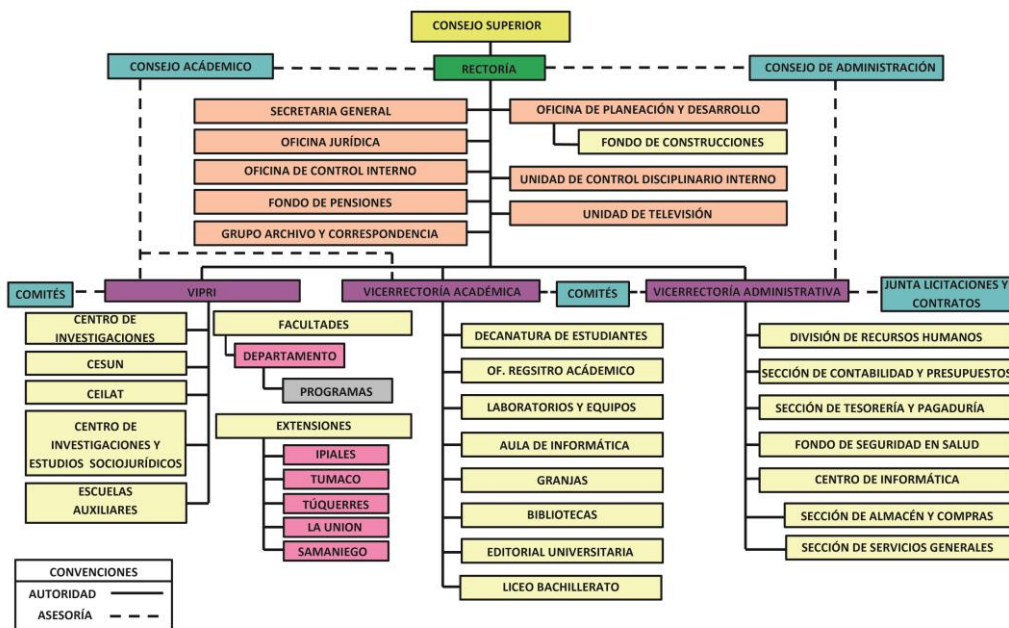 CONSEJO SUPERIOR
CONSEJO ACÁDEMICO
RECTORÍA
CONSEJO DE ADMINISTRACIÓN
SECRETARIA GENERAL
OFICINA DE PLANEACIÓN Y DESARROLLO
OFICINA JURÍDICA
FONDO DE CONSTRUCCIONES
OFICINA DE CONTROL INTERNO
UNIDAD DE CONTROL DISCIPLINARIO INTERNO
FONDO DE PENSIONES
UNIDAD DE TELEVISIÓN
GRUPO ARCHIVO Y CORRESPONDENCIA
COMITÉS
VIPRI
VICERRECTORÍA ACADÉMICA
COMITÉS
VICERRECTORÍA ADMINISTRATIVA
JUNTA LICITACIONES Y
CONTRATOS
CENTRO DE
INVESTIGACIONES
CESUN
CEILAT
CENTRO DE
INVESTIGACIONES Y
ESTUDIOS SOCIOJURÍDICOS
ESCUELAS
AUXILIARES
FACULTADES
DEPARTAMENTO
PROGRAMAS
EXTENSIONES
IPIALES
TUMACO
TÚQUERRES
LA UNION
SAMANIEGO
DECANATURA DE ESTUDIANTES
OF. REGISTRO ACÁDEMICO
LABORATORIOS Y EQUIPOS
AULA DE INFORMÁTICA
GRANJAS
BIBLIOTECAS
EDITORIAL UNIVERSITARIA
LICEO BACHILLERATO
DIVISIÓN DE RECURSOS HUMANOS
SECCIÓN DE CONTABILIDAD Y PRESUPUESTOS
SECCIÓN DE TESORERÍA Y PAGADURÍA
FONDO DE SEGURIDAD EN SALUD
CENTRO DE INFORMÁTICA
SECCIÓN DE ALMACÉN Y COMPRAS
SECCIÓN DE SERVICIOS GENERALES
CONVENCIONES
AUTORIDAD
ASESORÍA